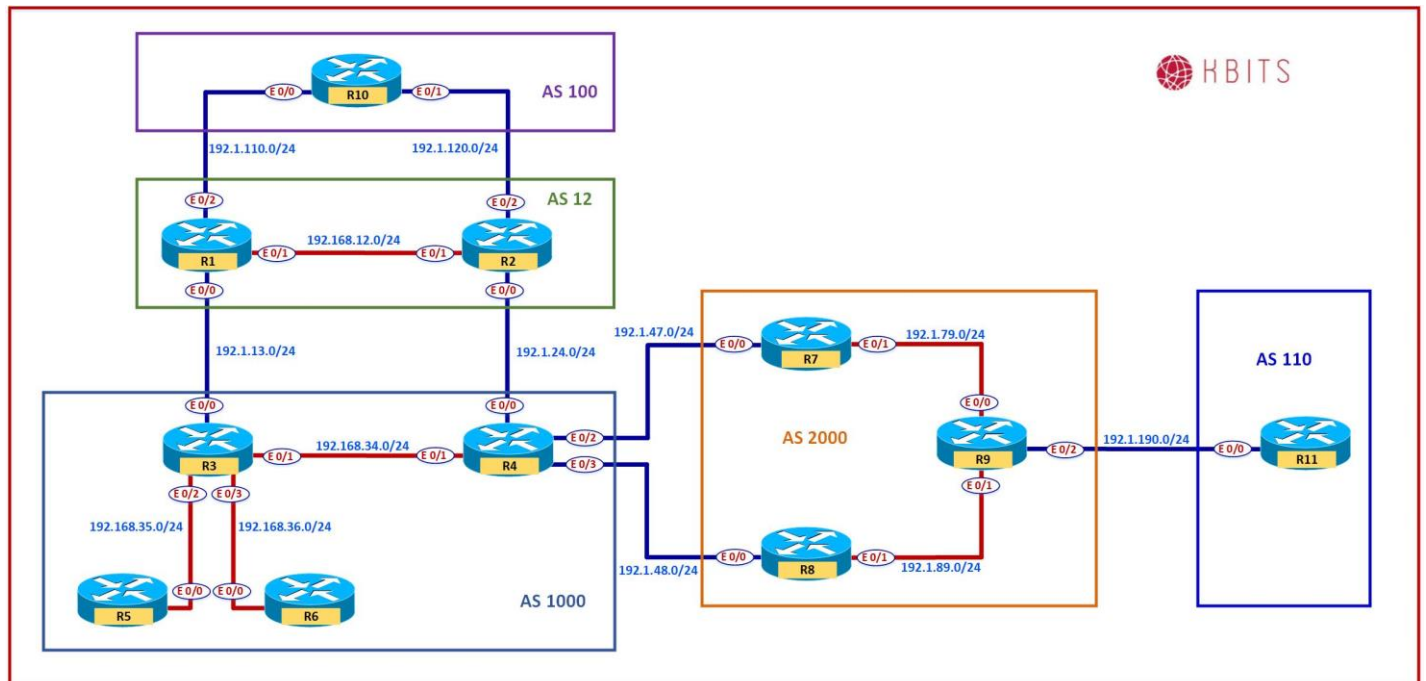 KBITS
AS 100
E 0/0
R10
E 0/1
192.1.110.0/24
192.1.120.0/24
AS 12
E 0/2
E 0/2
192.168.12.0/24
R1
E 0/1
E 0/1
R2
E 0/0
E 0/0
192.1.13.0/24
192.1.24.0/24
AS 1000
E 0/0
E 0/0
192.168.34.0/24
R3
E 0/1
E 0/1
R4
E 0/2
E 0/3
E 0/2
E 0/3
192.168.35.0/24
192.168.36.0/24
E 0/0
E 0/0
R5
R6
192.1.47.0/24
192.1.48.0/24
AS 2000
E 0/0
R7
E 0/1
192.1.79.0/24
E 0/0
R9
E 0/2
E 0/1
E 0/0
R8
E 0/1
192.1.89.0/24
192.1.190.0/24
AS 110
E 0/0
R11